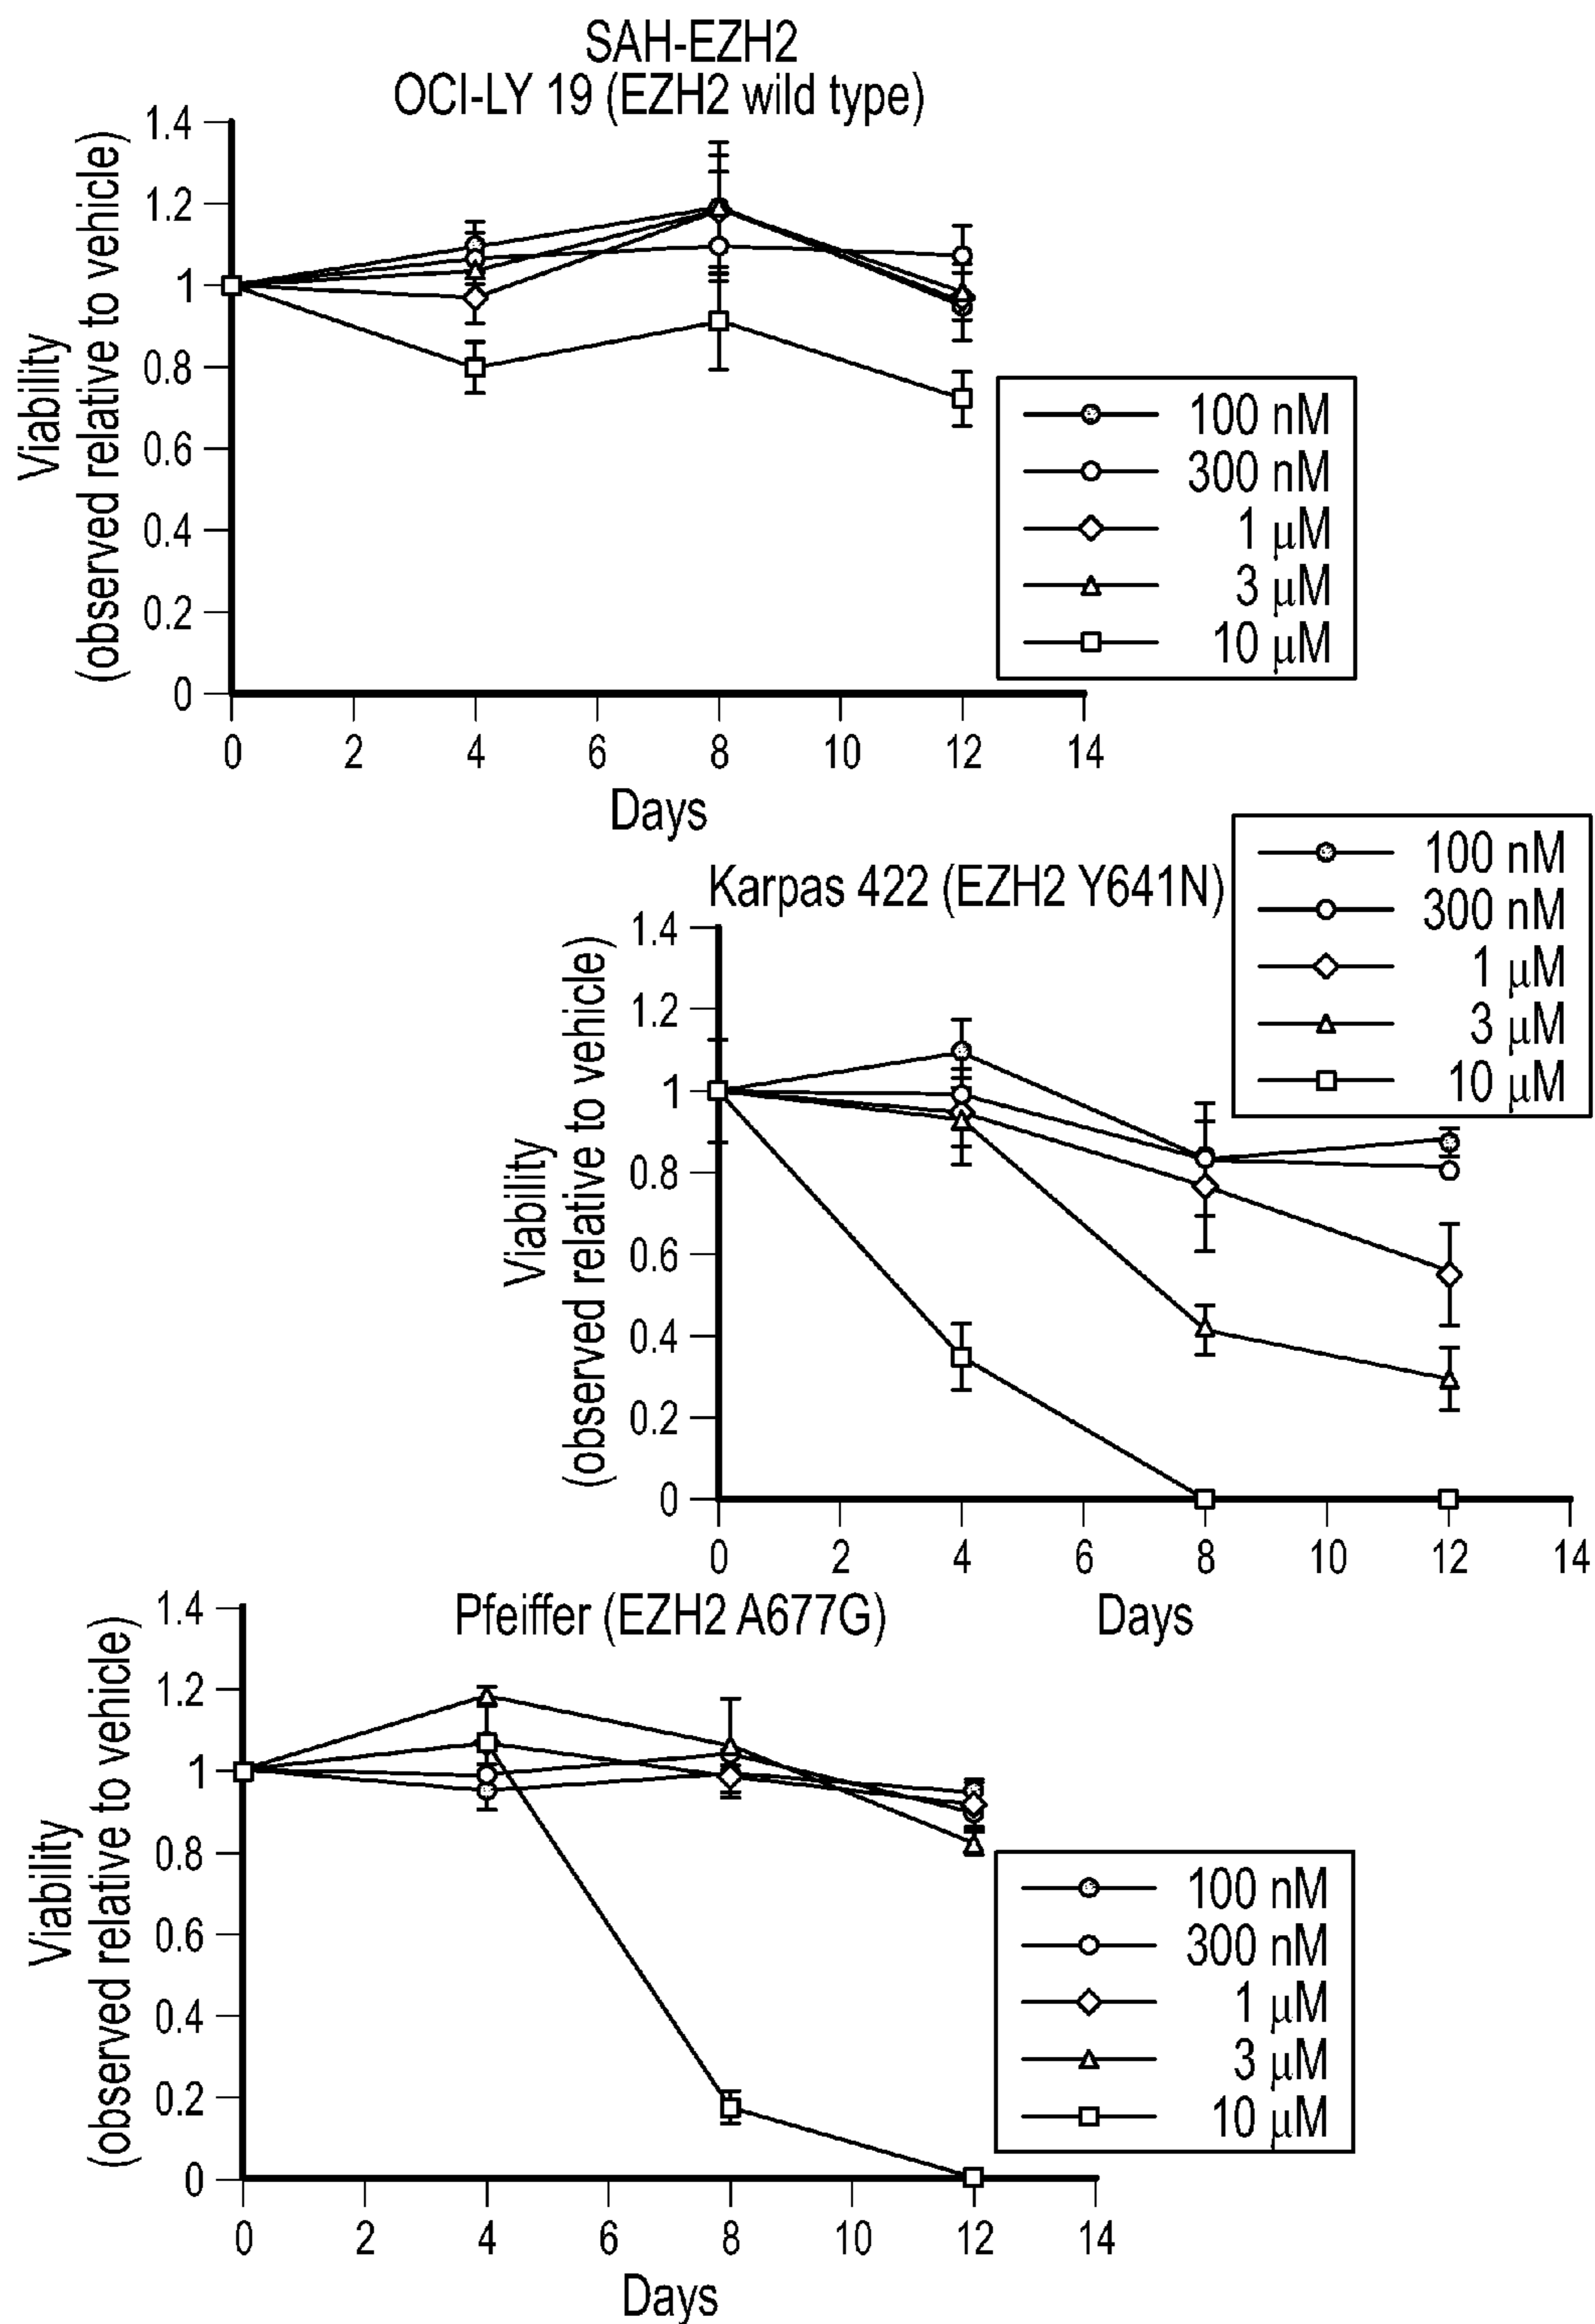 SAH-EZH2
OCI-LY 19 (EZH2 wild type)
Viability
(observed relative to vehicle)
1.4
1.2
1
0.8
0.6
0.4
0.2
0
0 2 4 6 8 10 12 14
Days
100 nM
300 nM
1 μM
3 μM
10 μM
Karpas 422 (EZH2 Y641N)
Viability
(observed relative to vehicle)
1.4
1.2
1
0.8
0.6
0.4
0.2
0
0 2 4 6 8 10 12 14
Days
100 nM
300 nM
1 μM
3 μM
10 μM
Pfeiffer (EZH2 A677G)
Viability
(observed relative to vehicle)
1.4
1.2
1
0.8
0.6
0.4
0.2
0
0 2 4 6 8 10 12 14
Days
100 nM
300 nM
1 μM
3 μM
10 μM